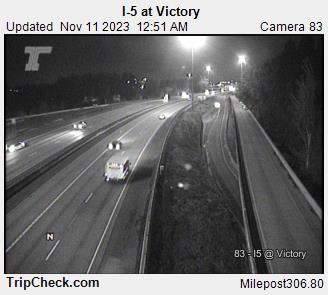 I-5 at Victory
Updated Nov 11 2023 12:51 AM Camera 83
T
N
83 - I5 @ Victory
TripCheck.com Milepost306.80